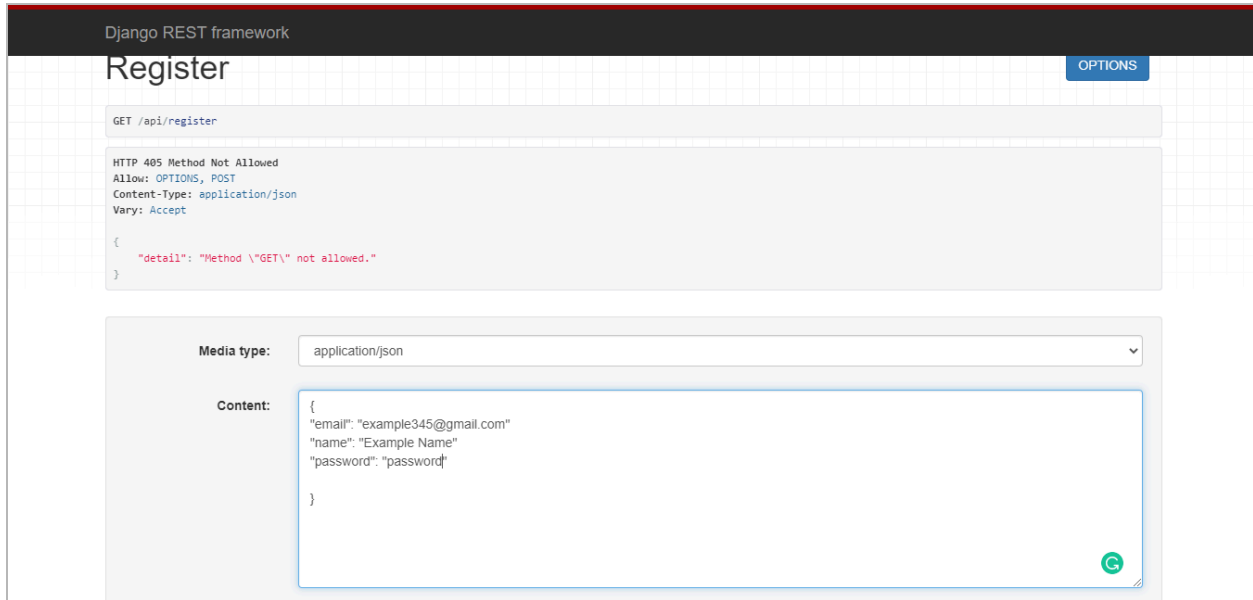 Django REST framework
Register
OPTIONS
GET /api/register
HTTP 405 Method Not Allowed
Allow: OPTIONS, POST
Content-Type: application/json
Vary: Accept
{
"detail": "Method \"GET\" not allowed."
}
Media type:
application/json
Content:
{
"email": "example345@gmail.com"
"name": "Example Name"
"password": "password"
}